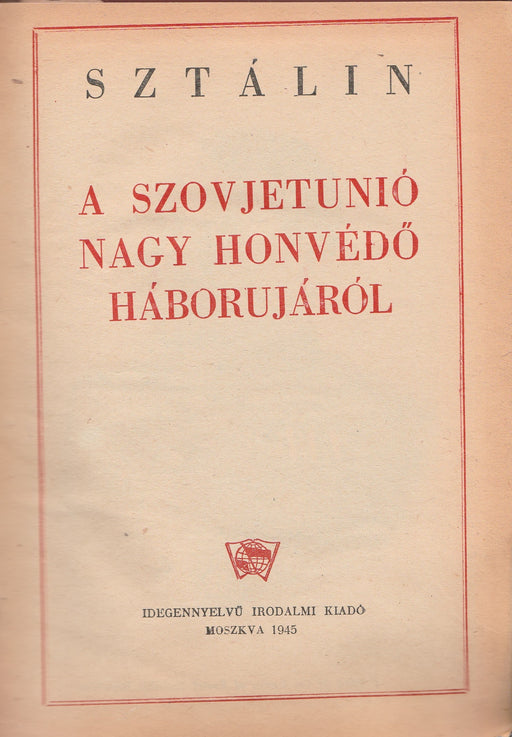 SZTÁLIN
A SZOVJETUNIÓ
NAGY HONVÉDŐ
HÁBORUJÁRÓL
IDEGENNYELVŰ IRODALMI KIADÓ
MOSZKVA 1945